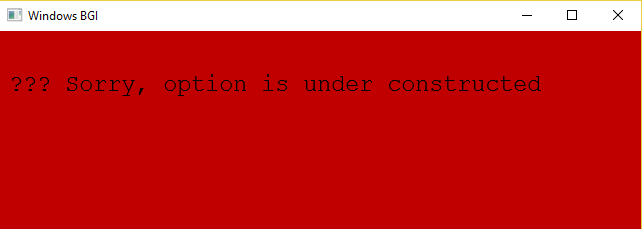 Windows BGI
??? Sorry, option is under constructed